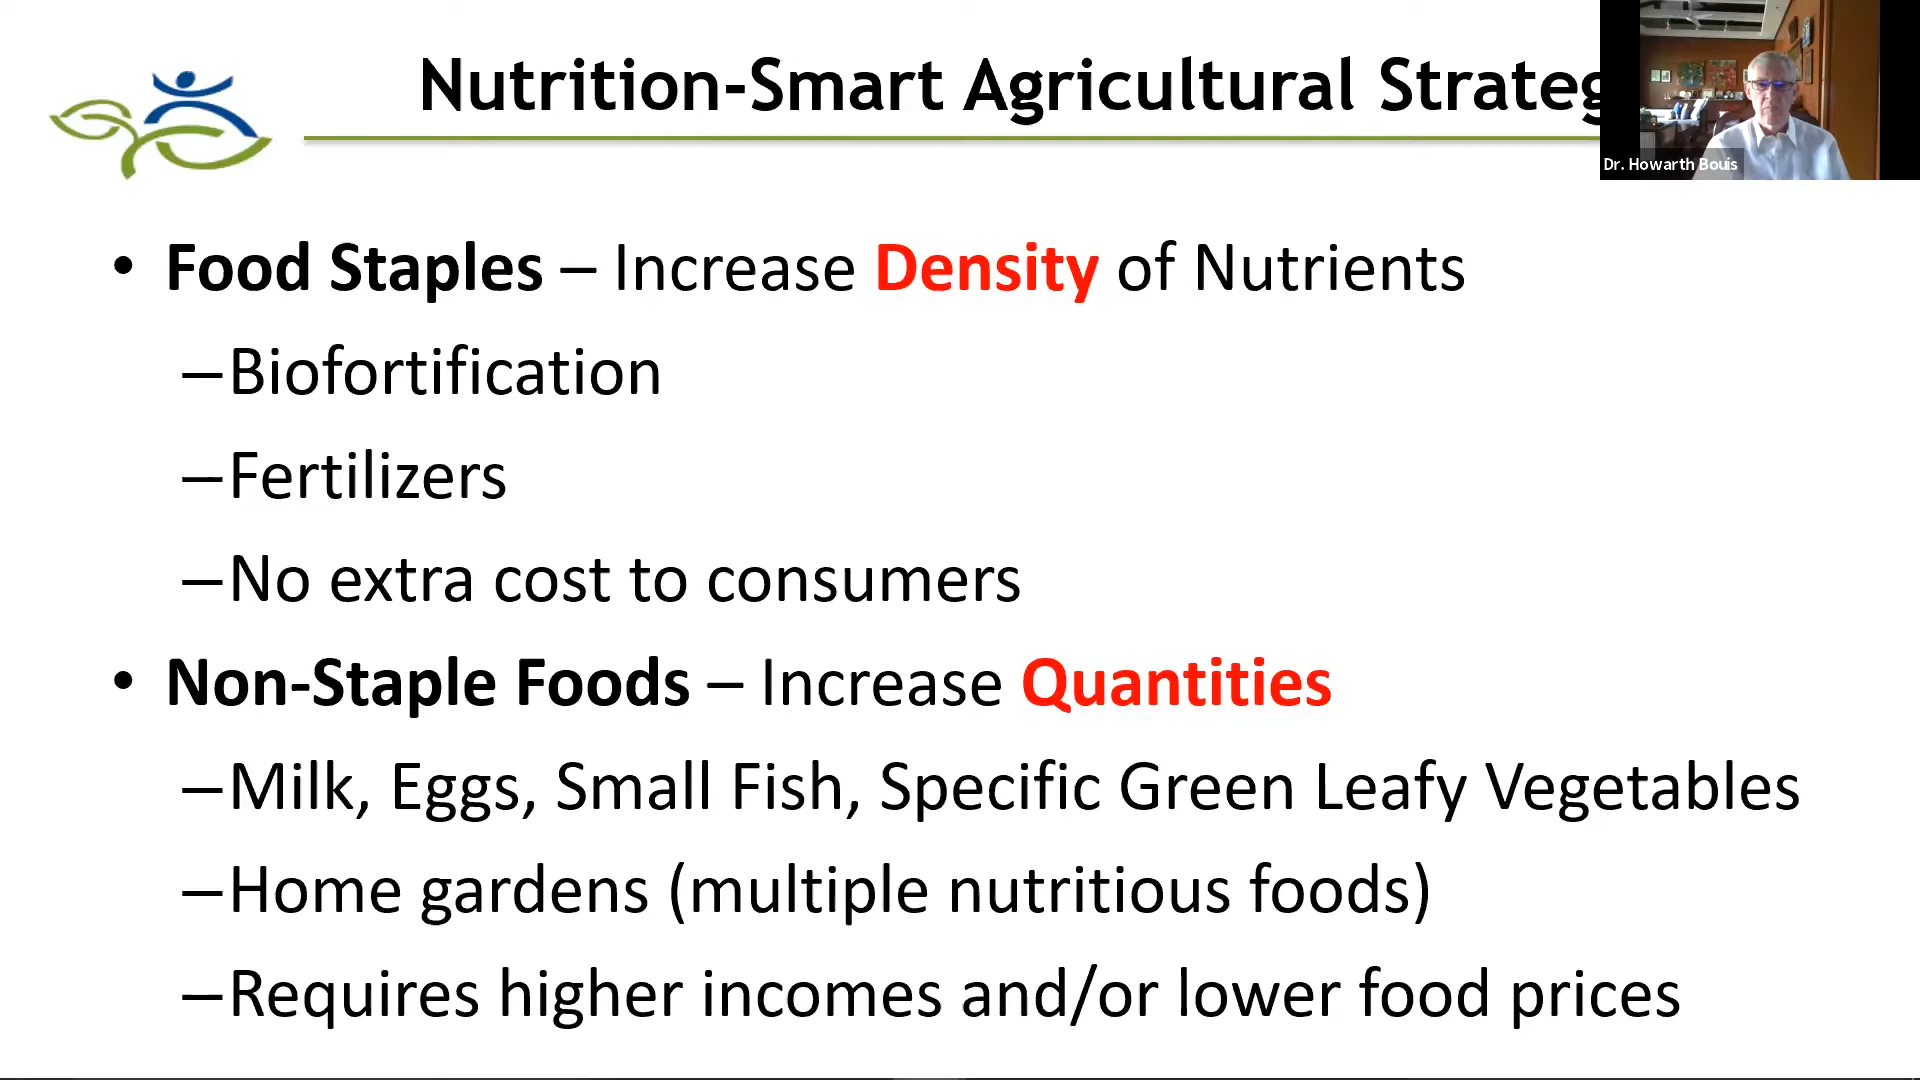 Nutrition-Smart Agricultural Strateg
Dr. Howarth Bouis
• Food Staples – Increase Density of Nutrients
–Biofortification
–Fertilizers
–No extra cost to consumers
• Non-Staple Foods – Increase Quantities
–Milk, Eggs, Small Fish, Specific Green Leafy Vegetables
–Home gardens (multiple nutritious foods)
–Requires higher incomes and/or lower food prices